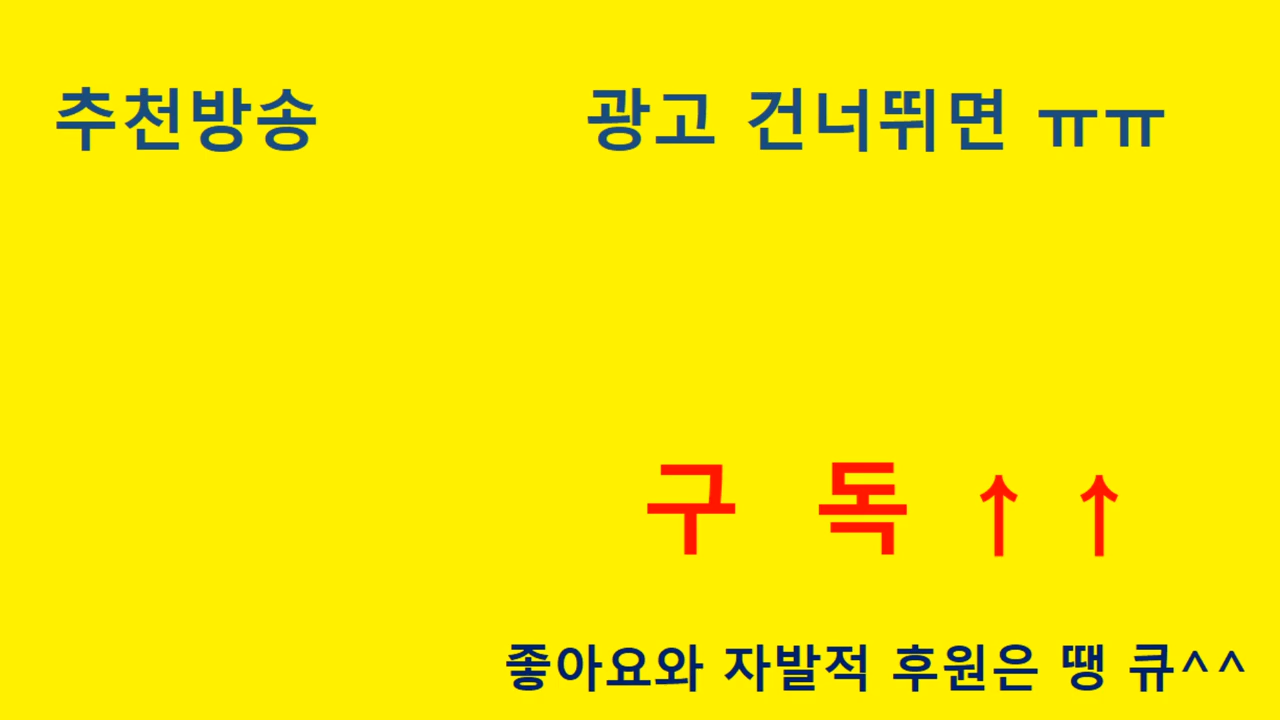 추천방송
광고 건너뛰면 ㅠㅠ
구 독 ↑ ↑
좋아요와 자발적 후원은 땡 큐^^